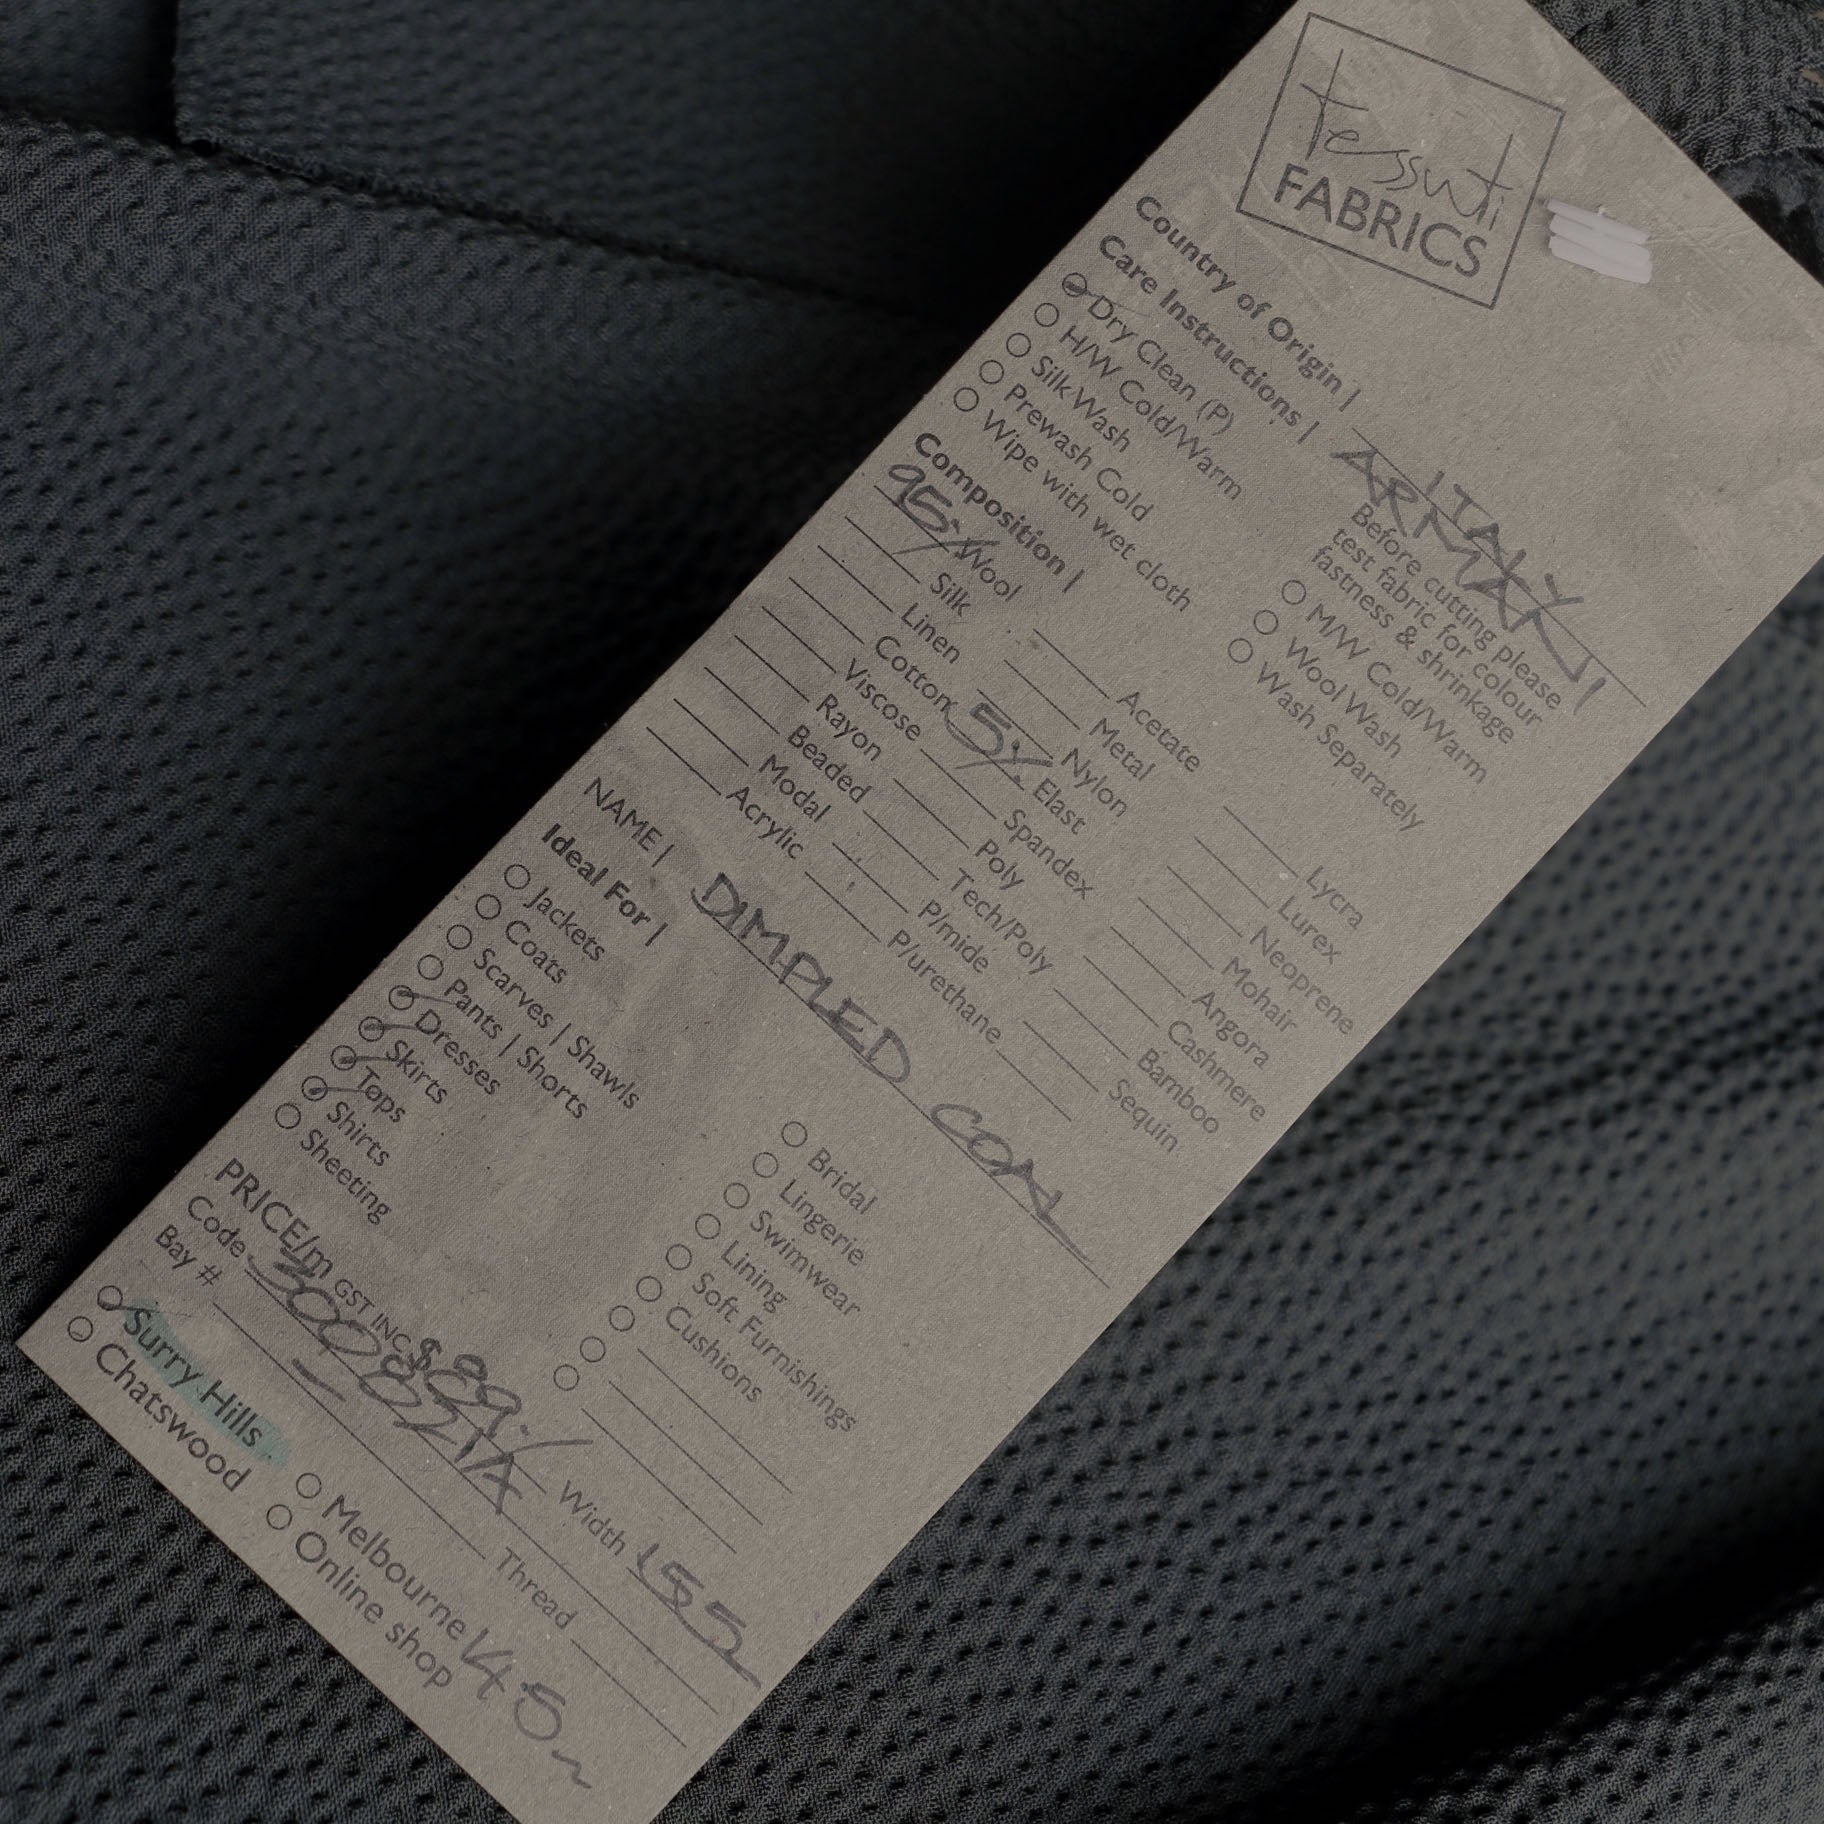 tessuti
FABRICS
Country of Origin | ITALY
ARMANI
Care Instructions |
Before cutting please
test fabric for colour
fastness & shrinkage
Dry Clean (P)
H/W Cold/Warm
Silk Wash
Prewash Cold
Wipe with wet cloth
M/W Cold/Warm
Wool Wash
Wash Separately
Composition |
95% Wool
Silk
Linen
Cotton
Viscose
Rayon
Beaded
Modal
Acrylic
Acetate
Metal
Nylon
5% Elast
Spandex
Poly
Tech/Poly
P/mide
P/urethane
Lycra
Lurex
Neoprene
Mohair
Angora
Cashmere
Bamboo
Sequin
NAME | DIMPLED CON
Ideal For |
Jackets
Coats
Scarves | Shawls
Pants | Shorts
Dresses
Skirts
Tops
Shirts
Sheeting
Bridal
Lingerie
Swimwear
Lining
Soft Furnishings
Cushions
PRICE/m GST INC $89.
Width 155
Code 3008021A
Bay #
Thread
Surry Hills
Chatswood
Melbourne
Online shop